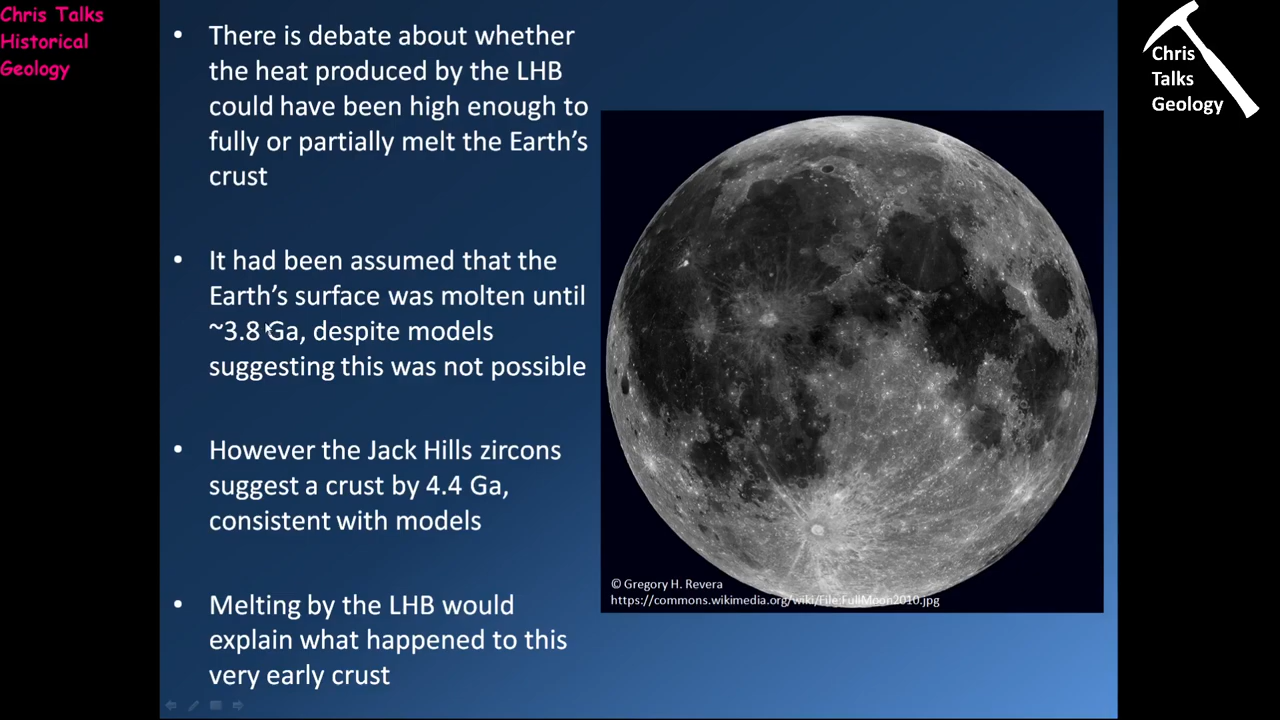 Chris Talks
Historical
Geology
• There is debate about whether
the heat produced by the LHB
could have been high enough to
fully or partially melt the Earth’s
crust
• It had been assumed that the
Earth’s surface was molten until
~3.8 Ga, despite models
suggesting this was not possible
• However the Jack Hills zircons
suggest a crust by 4.4 Ga,
consistent with models
• Melting by the LHB would
explain what happened to this
very early crust
© Gregory H. Revera
https://commons.wikimedia.org/wiki/File:FullMoon2010.jpg
Chris
Talks
Geology